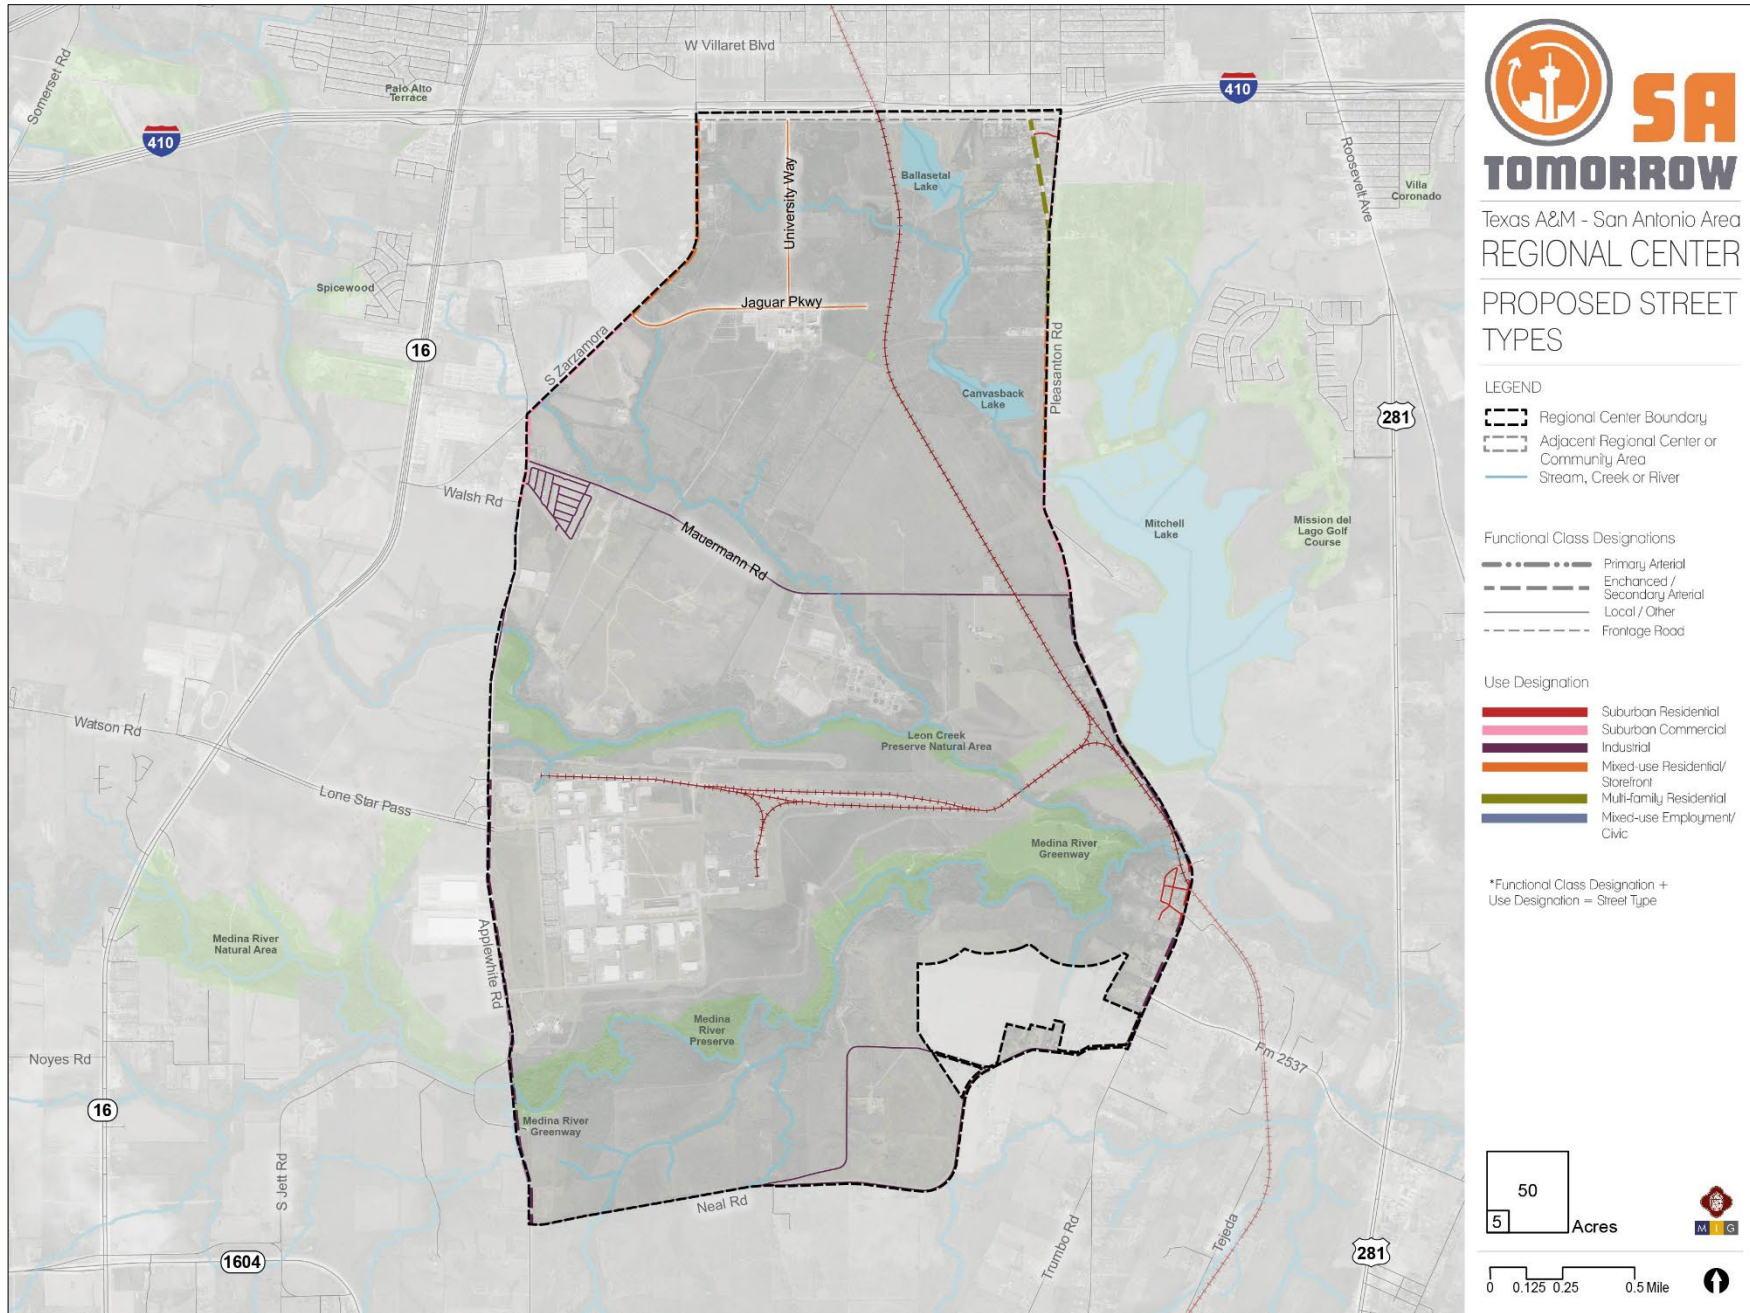 W Villaret Blvd
Somerset Rd
Palo Alto
Terrace
410
410
Roosevelt Ave
Ballasetal
Lake
Villa
Coronado
University Way
Spicewood
Jaguar Pkwy
S Zarzamora
Pleasanton Rd
16
Canvasback
Lake
281
Walsh Rd
Mauermann Rd
Mitchell
Lake
Mission del
Lago Golf
Course
Watson Rd
Leon Creek
Preserve Natural Area
Lone Star Pass
Medina River
Greenway
Medina River
Natural Area
Applewhite Rd
Medina
River
Preserve
Noyes Rd
Fm 2537
16
Medina River
Greenway
S Jett Rd
Neal Rd
Trumbo Rd
Tejeda
1604
281
SA
TOMORROW
Texas A&M - San Antonio Area
REGIONAL CENTER
PROPOSED STREET
TYPES
LEGEND
Regional Center Boundary
Adjacent Regional Center or
Community Area
Stream, Creek or River
Functional Class Designations
Primary Arterial
Enchanced /
Secondary Arterial
Local / Other
Frontage Road
Use Designation
Suburban Residential
Suburban Commercial
Industrial
Mixed-use Residential/
Storefront
Multi-family Residential
Mixed-use Employment/
Civic
*Functional Class Designation +
Use Designation = Street Type
50
5
Acres
M I G
0 0.125 0.25 0.5 Mile